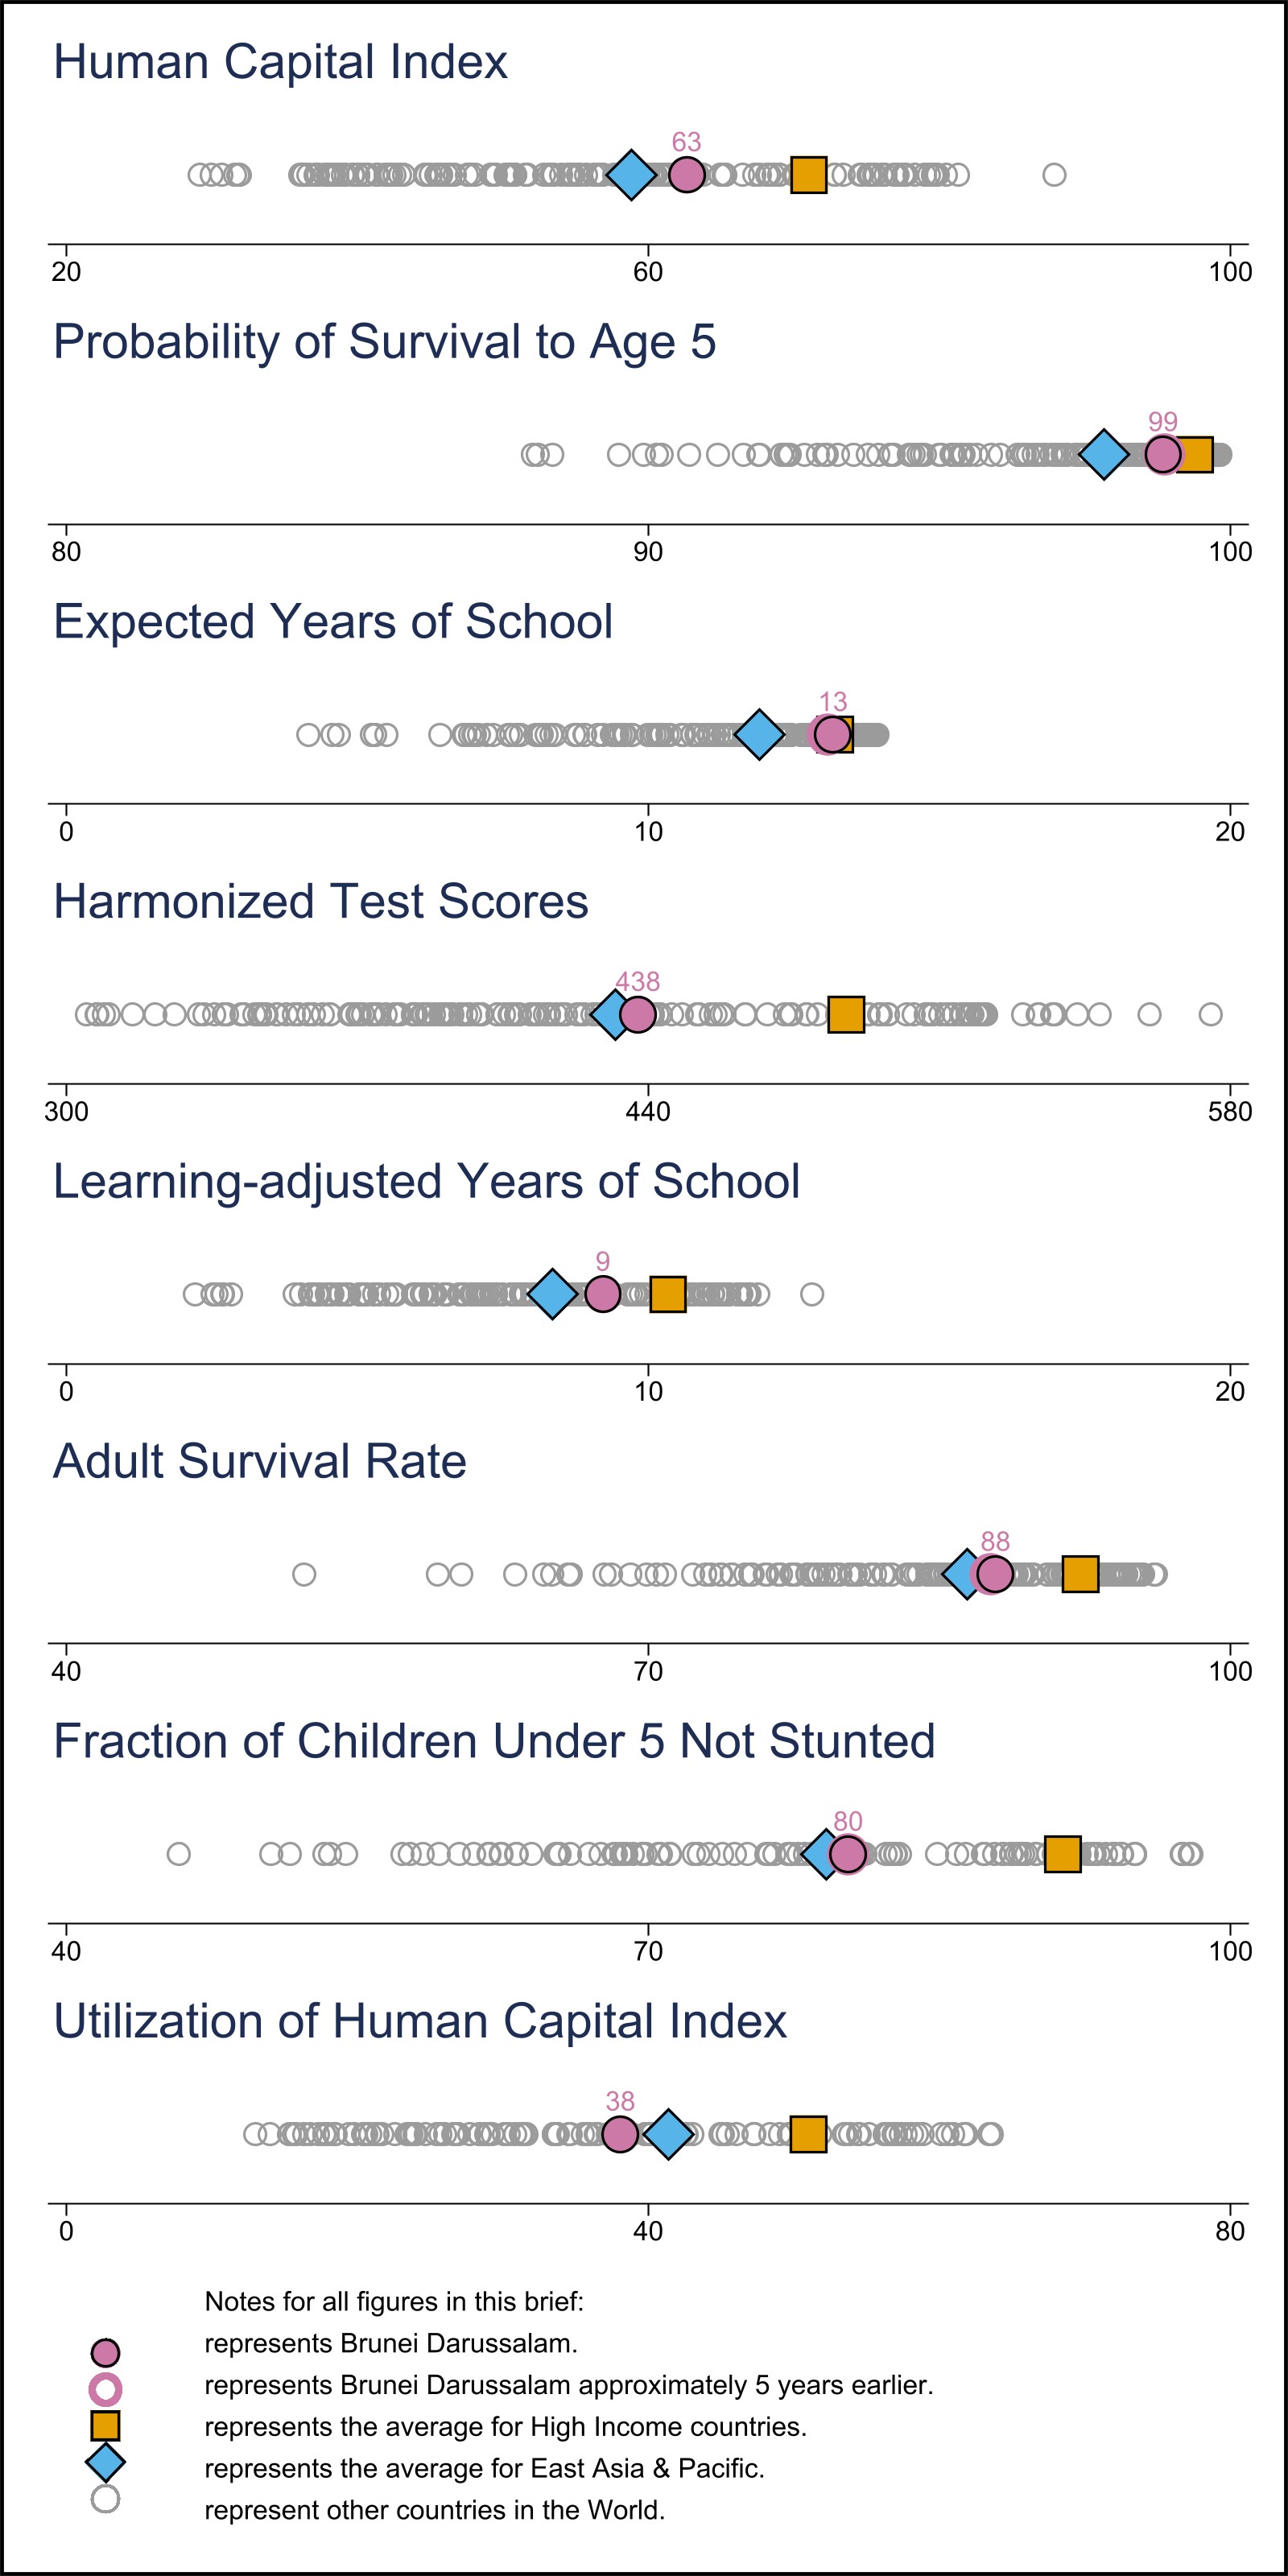 Human Capital Index
63
20 60 100
Probability of Survival to Age 5
99
80 90 100
Expected Years of School
13
0 10 20
Harmonized Test Scores
438
300 440 580
Learning-adjusted Years of School
9
0 10 20
Adult Survival Rate
88
40 70 100
Fraction of Children Under 5 Not Stunted
80
40 70 100
Utilization of Human Capital Index
38
0 40 80
Notes for all figures in this brief:
represents Brunei Darussalam.
represents Brunei Darussalam approximately 5 years earlier.
represents the average for High Income countries.
represents the average for East Asia & Pacific.
represent other countries in the World.